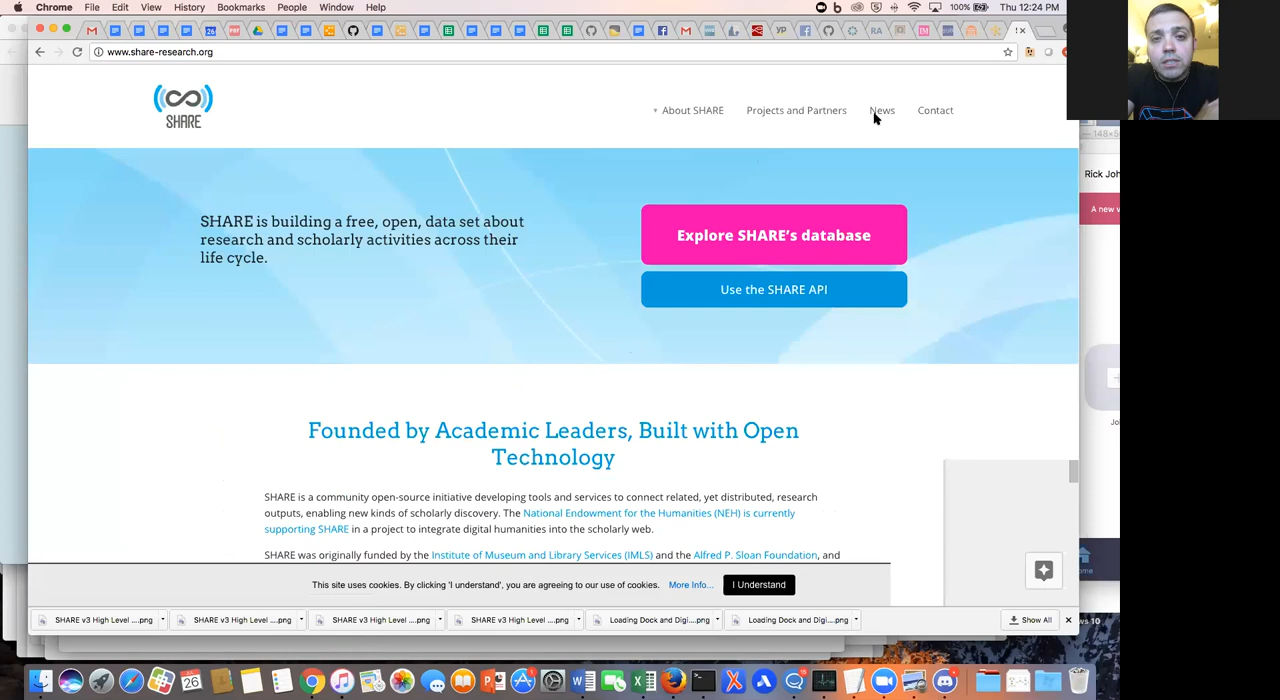 Chrome File Edit View History Bookmarks People Window Help 100% Thu 12:24 PM
www.share-research.org
SHARE
About SHARE Projects and Partners News Contact
SHARE is building a free, open, data set about
research and scholarly activities across their
life cycle.
Explore SHARE's database
Use the SHARE API
Rick Joh
A new v
Founded by Academic Leaders, Built with Open
Technology
SHARE is a community open-source initiative developing tools and services to connect related, yet distributed, research
outputs, enabling new kinds of scholarly discovery. The National Endowment for the Humanities (NEH) is currently
supporting SHARE in a project to integrate digital humanities into the scholarly web.
SHARE was originally funded by the Institute of Museum and Library Services (IMLS) and the Alfred P. Sloan Foundation, and
This site uses cookies. By clicking 'I understand', you are agreeing to our use of cookies. More Info... I Understand
SHARE v3 High Level ....png SHARE v3 High Level ....png SHARE v3 High Level ....png SHARE v3 High Level ....png Loading Dock and Digi....png Loading Dock and Digi....png Show All